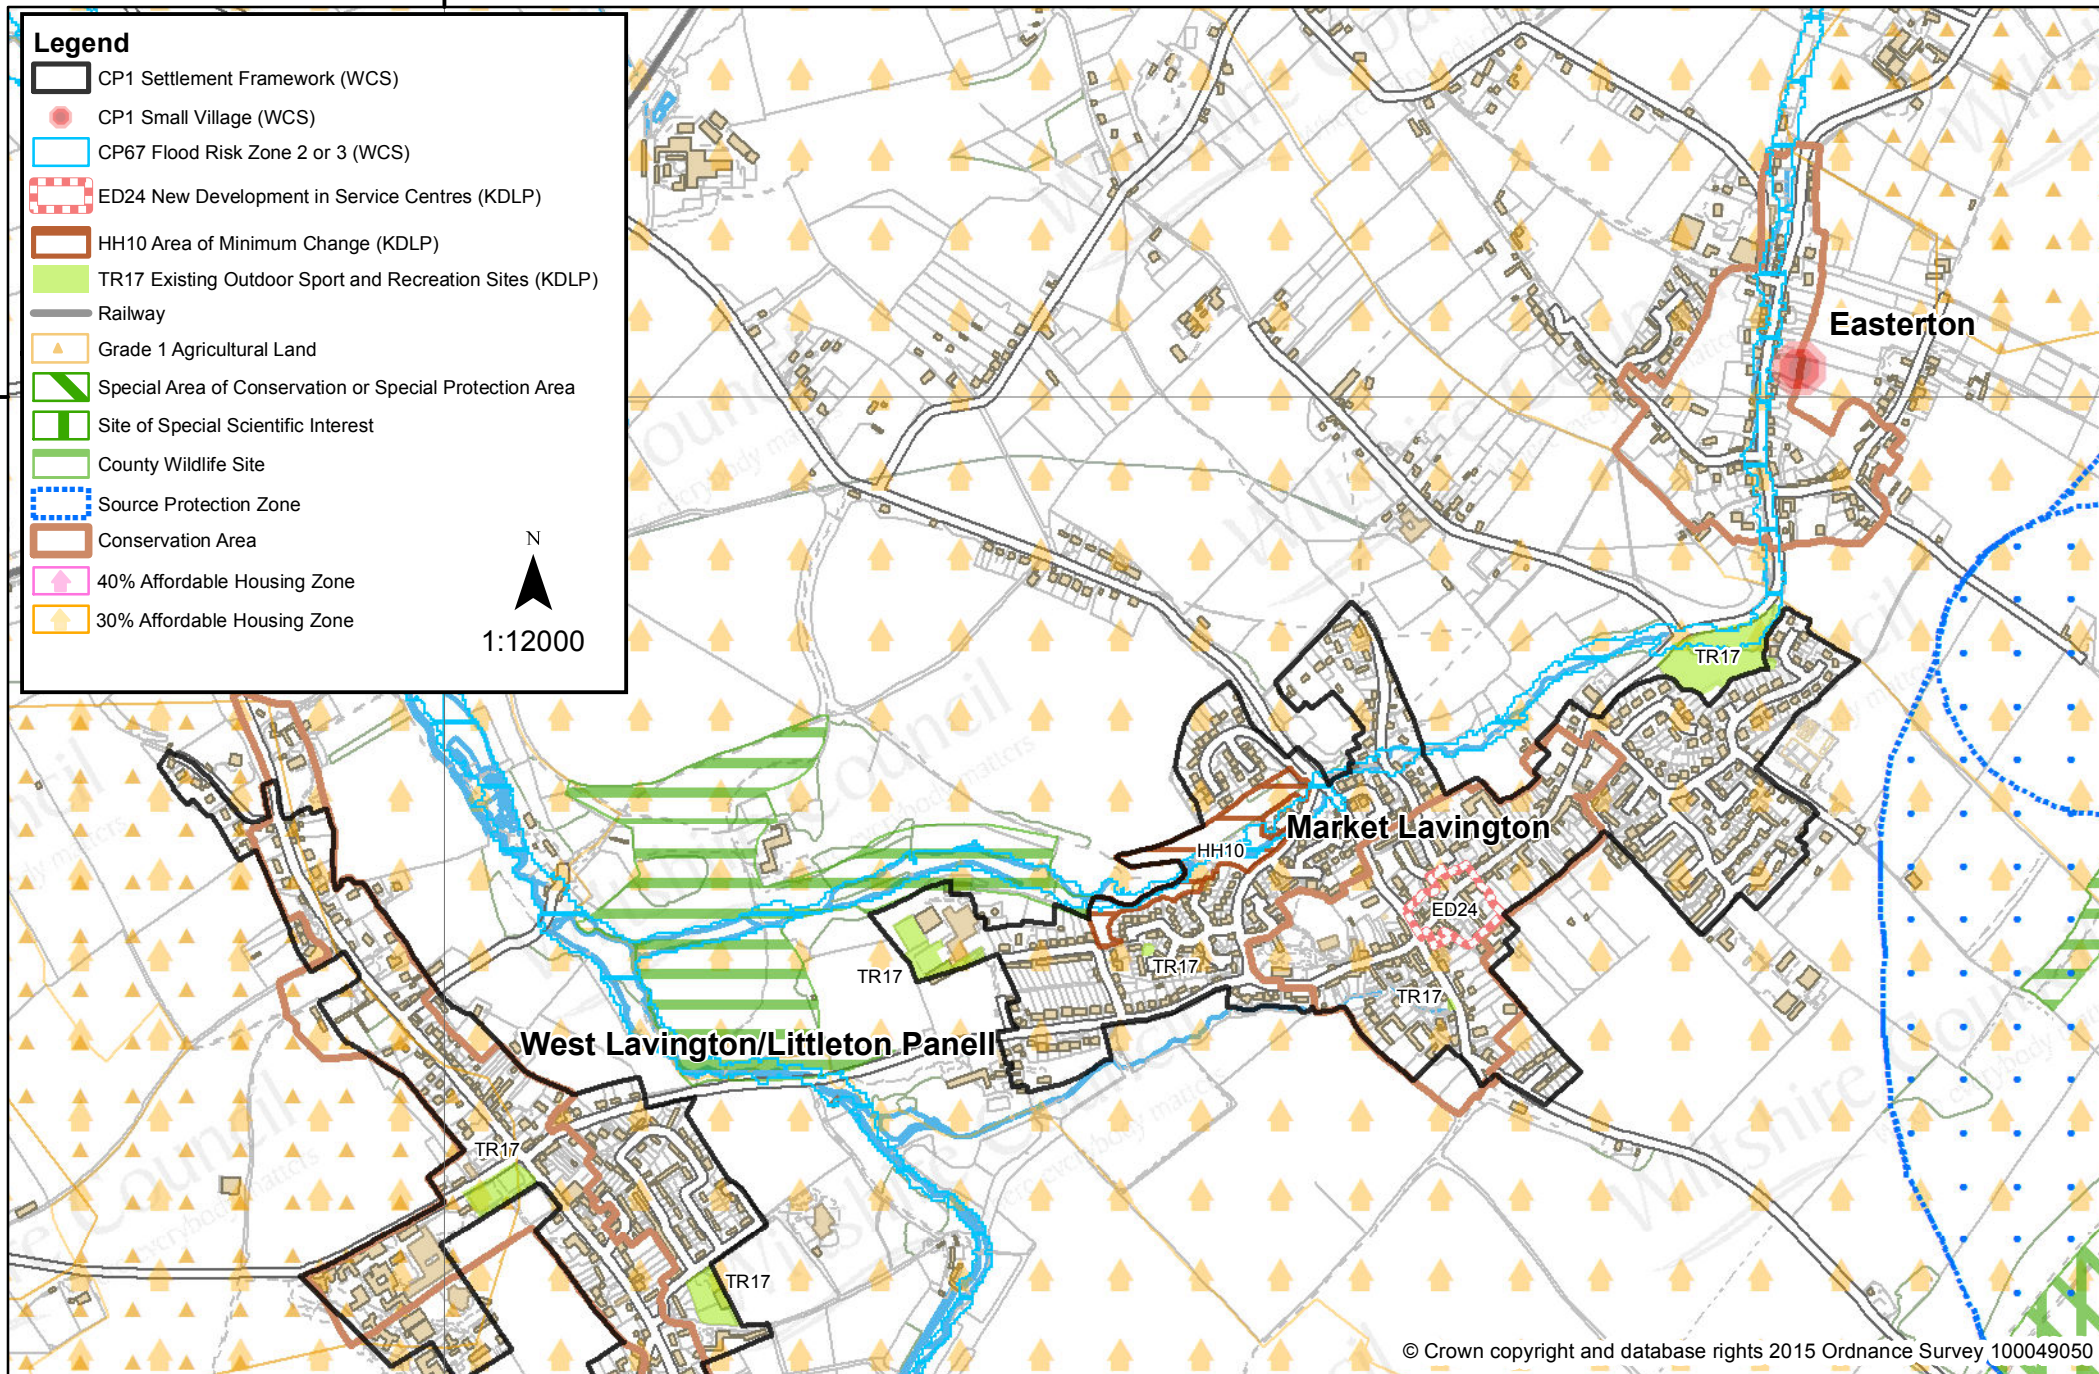 Legend
CP1 Settlement Framework (WCS)
CP1 Small Village (WCS)
CP67 Flood Risk Zone 2 or 3 (WCS)
ED24 New Development in Service Centres (KDLP)
HH10 Area of Minimum Change (KDLP)
TR17 Existing Outdoor Sport and Recreation Sites (KDLP)
Railway
Grade 1 Agricultural Land
Special Area of Conservation or Special Protection Area
Site of Special Scientific Interest
County Wildlife Site
Source Protection Zone
Conservation Area
40% Affordable Housing Zone
30% Affordable Housing Zone
N
1:12000
Easterton
TR17
Market Lavington
HH10
ED24
TR17
TR17
TR17
West Lavington/Littleton Panell
TR17
TR17
© Crown copyright and database rights 2015 Ordnance Survey 100049050